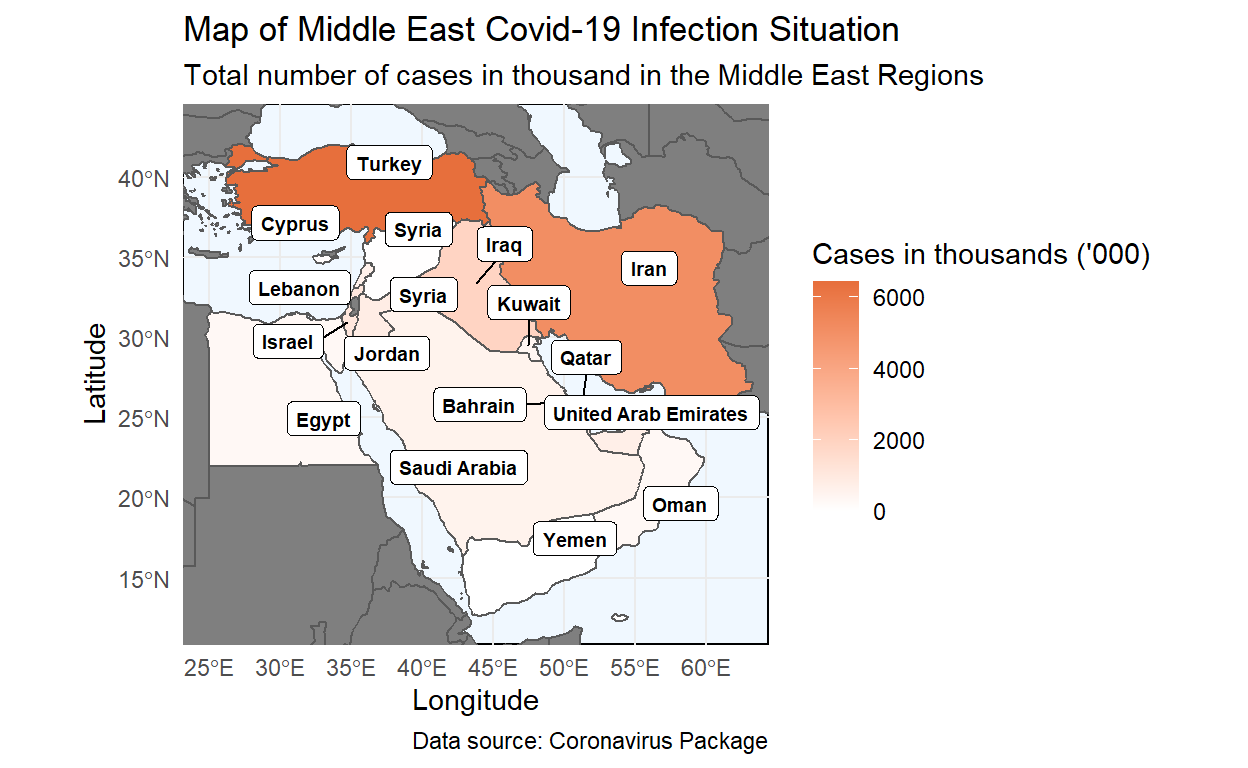 Map of Middle East Covid-19 Infection Situation
Total number of cases in thousand in the Middle East Regions
Turkey
Cyprus
Syria
Iraq
Iran
Lebanon
Syria
Kuwait
Israel
Jordan
Qatar
Bahrain
United Arab Emirates
Egypt
Saudi Arabia
Oman
Yemen
40°N
35°N
30°N
25°N
20°N
15°N
Latitude
25°E 30°E 35°E 40°E 45°E 50°E 55°E 60°E
Longitude
Data source: Coronavirus Package
Cases in thousands ('000)
6000
4000
2000
0